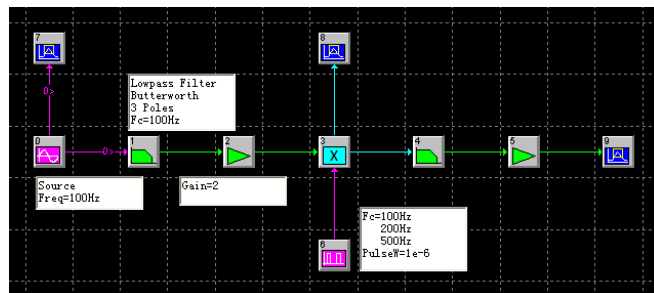 7
8
0>
Lowpass Filter
Butterworth
3 Poles
Fc=100Hz
0
0>
1
2
3
X
4
5
9
Source
Freq=100Hz
Gain=2
Fc=100Hz
200Hz
500Hz
PulseW=1e-6
6